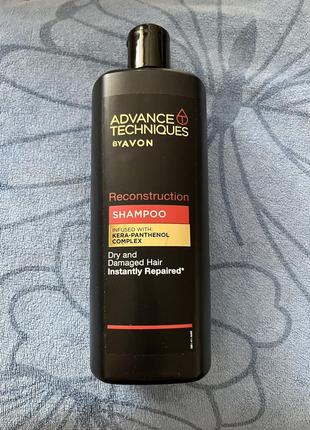 ADVANCE
TECHNIQUES
BY AVON
Reconstruction
SHAMPOO
INFUSED WITH:
KERA-PANTHENOL
COMPLEX
Dry and
Damaged Hair
Instantly Repaired*